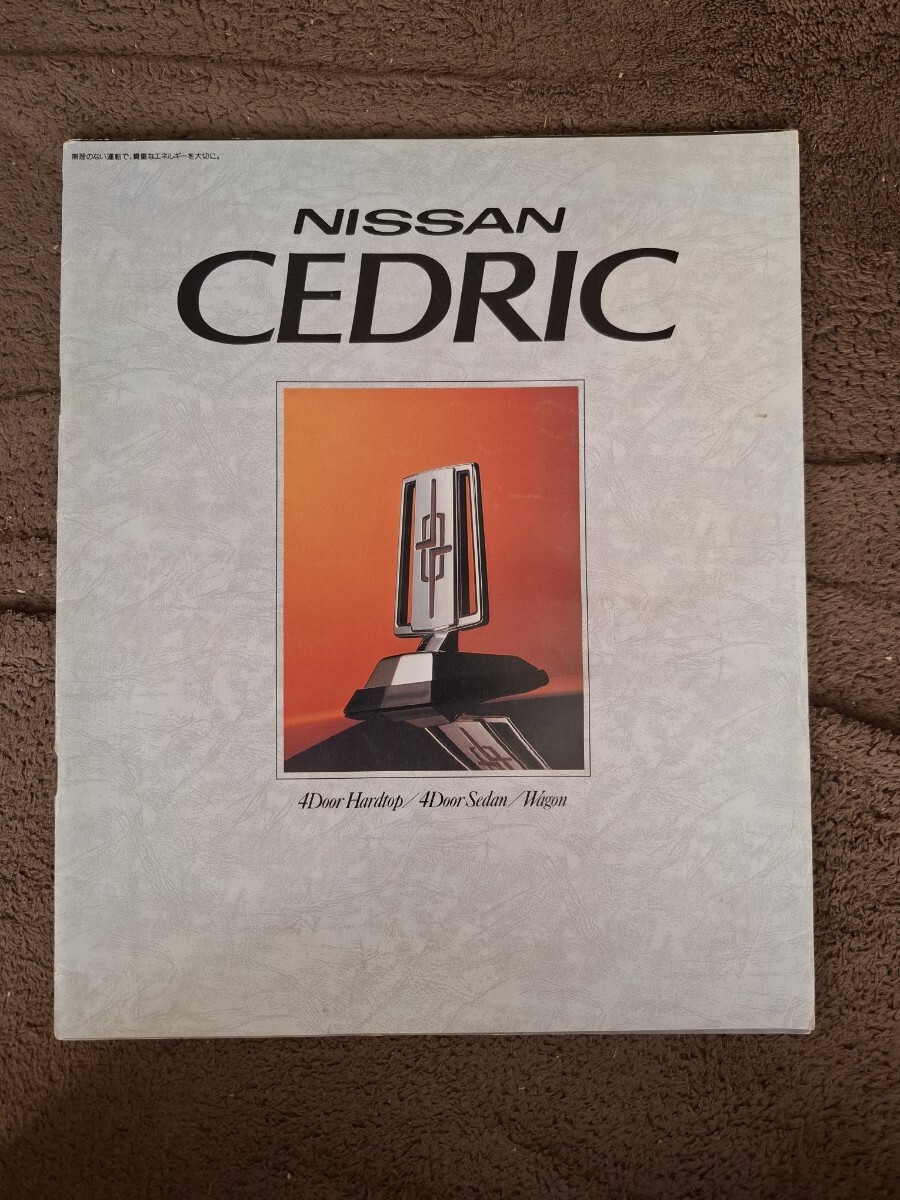 無理のない運転で、貴重なエネルギーを大切に。
NISSAN
CEDRIC
4Door Hardtop/4Door Sedan/Wagon